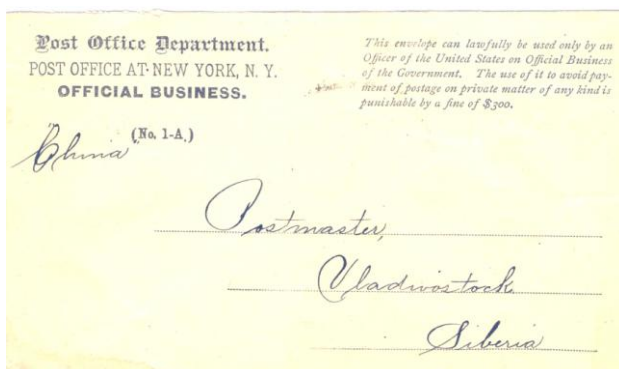 Post Office Department.
POST OFFICE AT NEW YORK, N. Y.
OFFICIAL BUSINESS.
This envelope can lawfully be used only by an
Officer of the United States on Official Business
of the Government. The use of it to avoid pay-
ment of postage on private matter of any kind is
punishable by a fine of $300.
(No. 1-A.)
China
Postmaster,
Vladivostock
Siberia